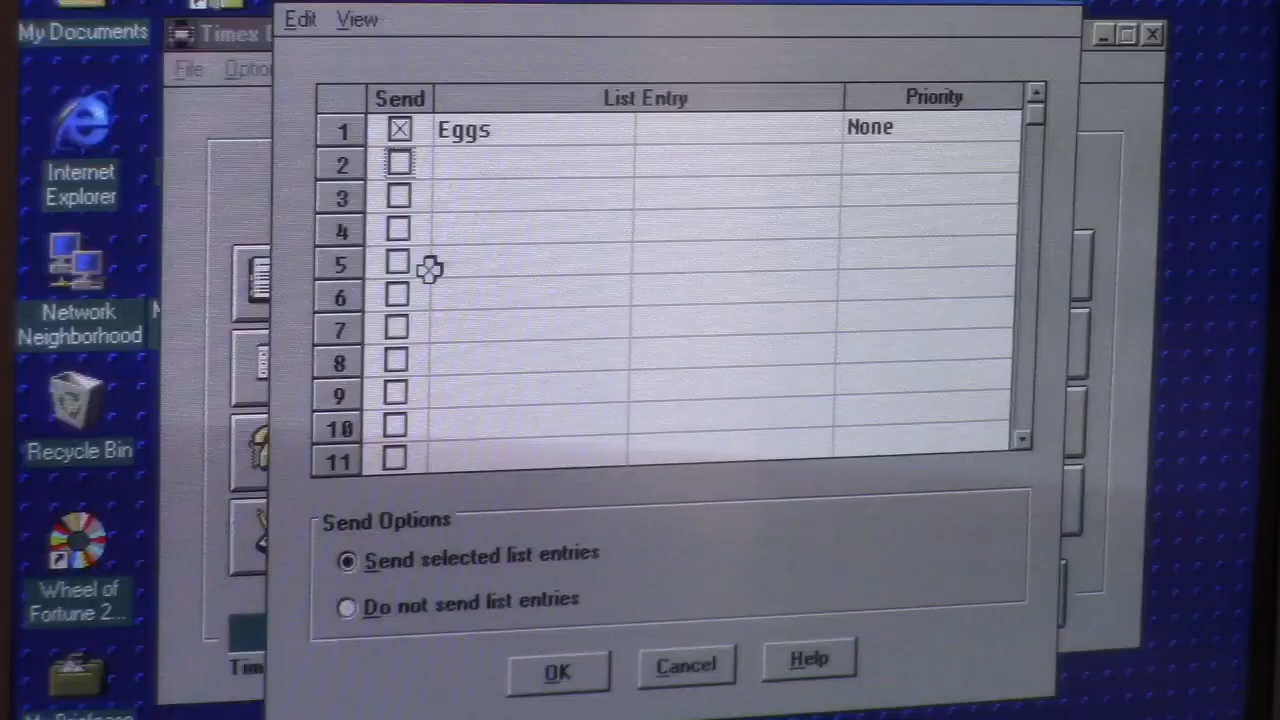 My Documents
Timex
File
Edit View
Send List Entry Priority
1 Eggs None
2
3
4
5
6
7
8
9
10
11
Internet
Explorer
Network
Neighborhood
Recycle Bin
Wheel of
Fortune 2...
Send Options
Send selected list entries
Do not send list entries
OK Cancel Help